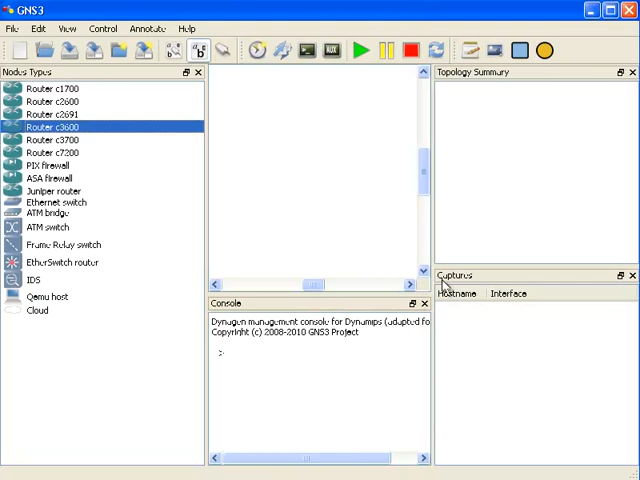 GNS3
File Edit View Control Annotate Help
Nodes Types
Topology Summary
Router c1700
Router c2600
Router c2691
Router c3600
Router c3700
Router c7200
PIX firewall
ASA firewall
Juniper router
Ethernet switch
ATM bridge
ATM switch
Frame Relay switch
EtherSwitch router
IDS
Qemu host
Cloud
Captures
Hostname Interface
Console
Dynagen management console for Dynamips (adapted fo
Copyright (c) 2008-2010 GNS3 Project
>
AUX